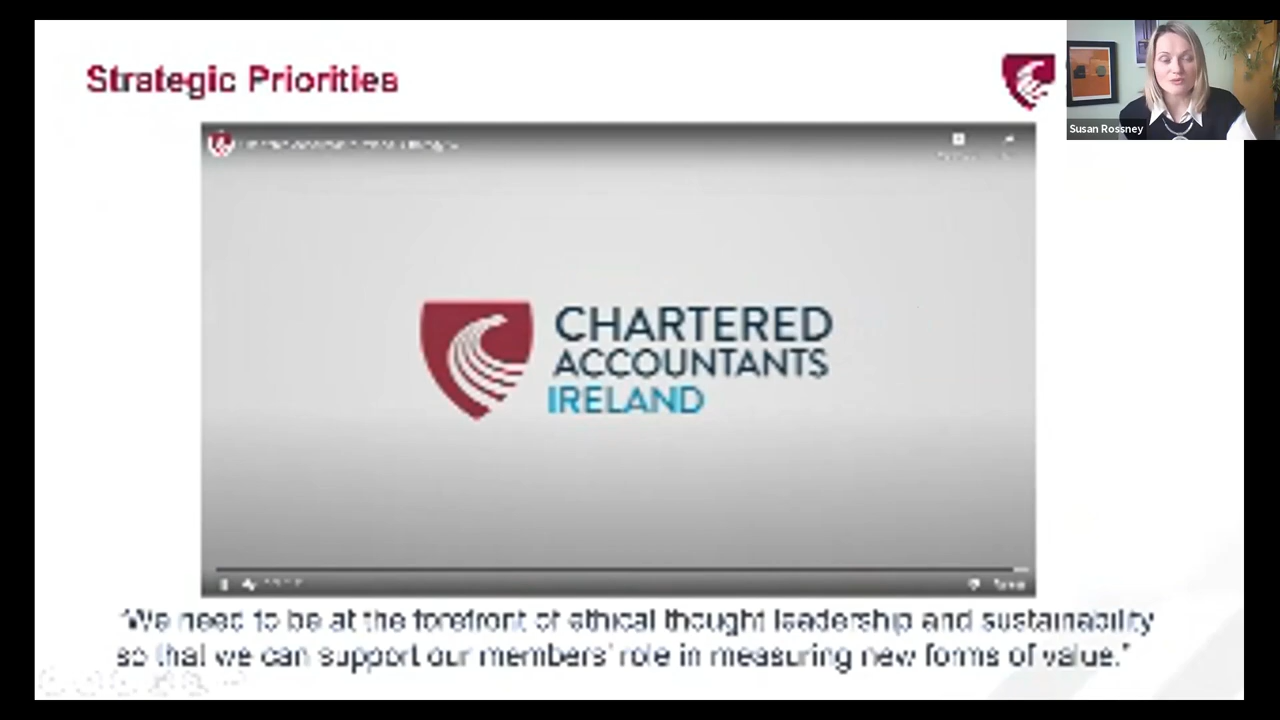 Strategic Priorities
Susan Rossney
CHARTERED
ACCOUNTANTS
IRELAND
"We need to be at the forefront of ethical thought leadership and sustainability
so that we can support our members' role in measuring new forms of value."